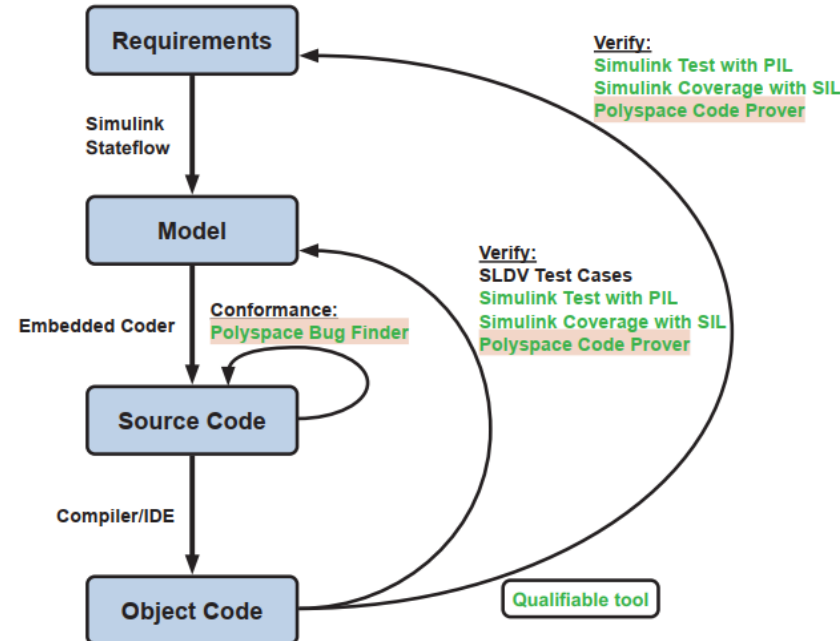 Requirements
Verify:
Simulink Test with PIL
Simulink Coverage with SIL
Polyspace Code Prover
Simulink
Stateflow
Model
Verify:
SLDV Test Cases
Simulink Test with PIL
Simulink Coverage with SIL
Polyspace Code Prover
Embedded Coder
Conformance:
Polyspace Bug Finder
Source Code
Compiler/IDE
Object Code
Qualifiable tool